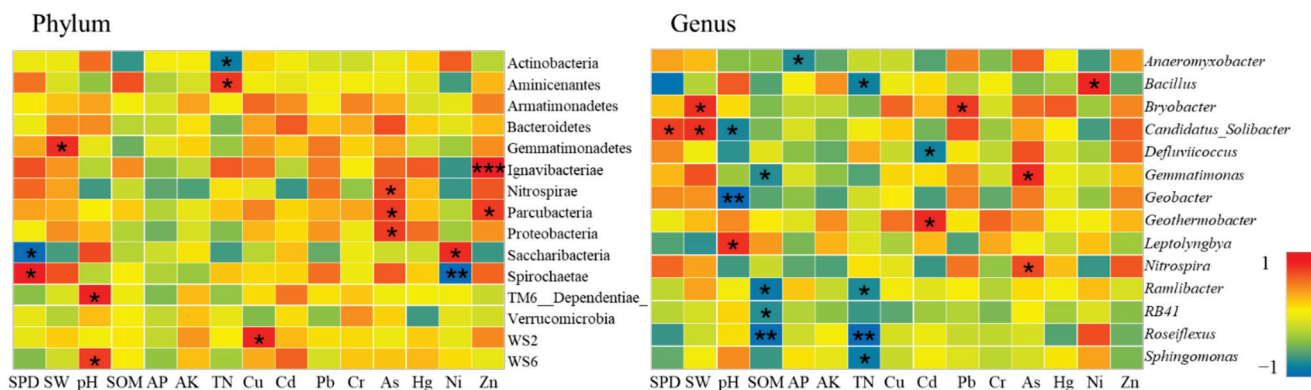 Phylum
Genus
Actinobacteria
*
Aminicenantes
*
Armatimonadetes
Bacteroidetes
Gemmatimonadetes
*
Ignavibacteriae
***
Nitrospirae
*
Parcubacteria
* *
Proteobacteria
*
Saccharibacteria
* *
Spirochaetae
* **
TM6__Dependentiae_
*
Verrucomicrobia
WS2
*
WS6
*
SPD SW pH SOM AP AK TN Cu Cd Pb Cr As Hg Ni Zn
Anaeromyxobacter
*
Bacillus
* *
Bryobacter
* *
Candidatus_Solibacter
* * *
Defluviicoccus
*
Gemmatimonas
* *
Geobacter
**
Geothermobacter
*
Leptolyngbya
*
Nitrospira
*
Ramlibacter
* *
RB41
*
Roseiflexus
** **
Sphingomonas
*
SPD SW pH SOM AP AK TN Cu Cd Pb Cr As Hg Ni Zn
1
−1